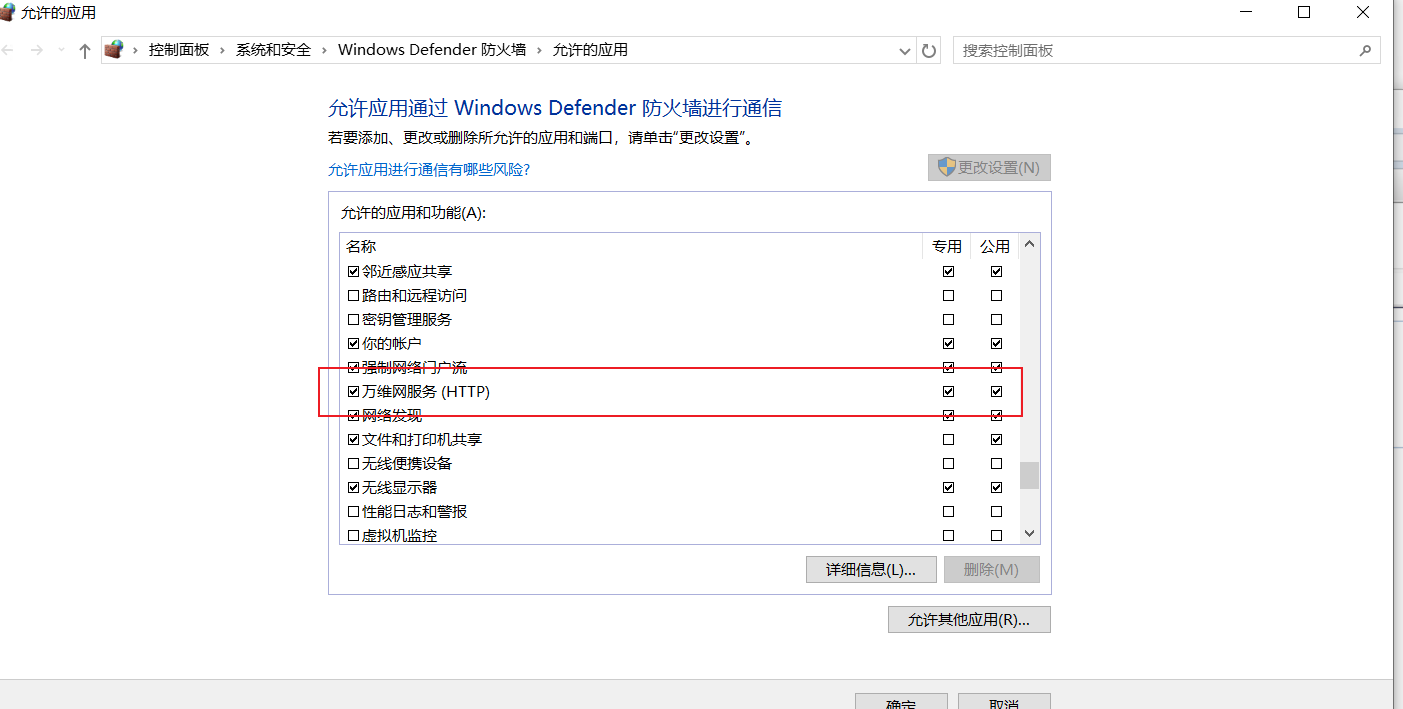 允许的应用
控制面板 › 系统和安全 › Windows Defender 防火墙 › 允许的应用
搜索控制面板
允许应用通过 Windows Defender 防火墙进行通信
若要添加、更改或删除所允许的应用和端口，请单击“更改设置”。
允许应用进行通信有哪些风险?
更改设置(N)
允许的应用和功能(A):
名称 专用 公用
邻近感应共享
路由和远程访问
密钥管理服务
你的帐户
强制网络门户流
万维网服务 (HTTP)
网络发现
文件和打印机共享
无线便携设备
无线显示器
性能日志和警报
虚拟机监控
详细信息(L)... 删除(M)
允许其他应用(R)...
确定 取消